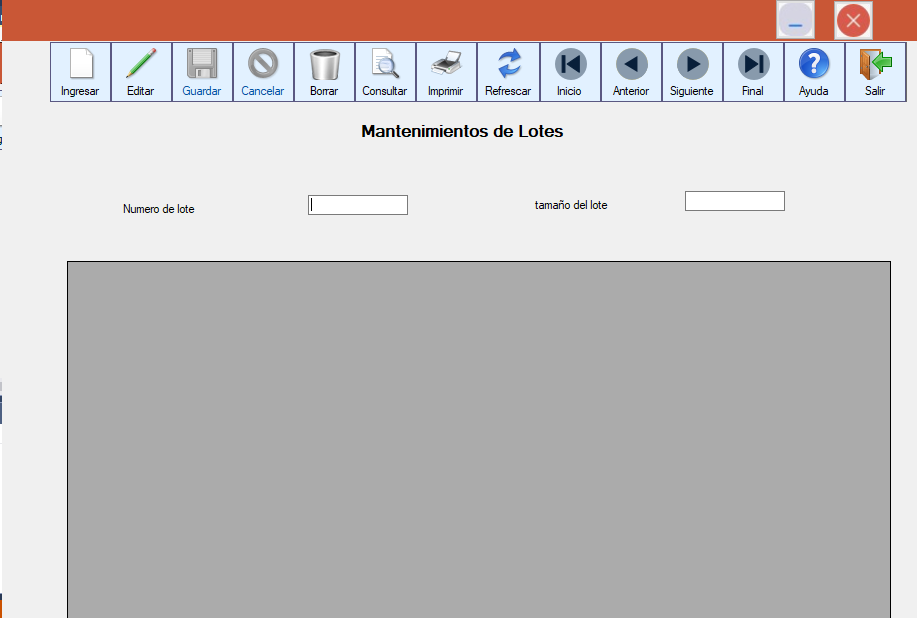 Ingresar Editar Guardar Cancelar Borrar Consultar Imprimir Refrescar Inicio Anterior Siguiente Final Ayuda Salir
Mantenimientos de Lotes
Numero de lote tamaño del lote